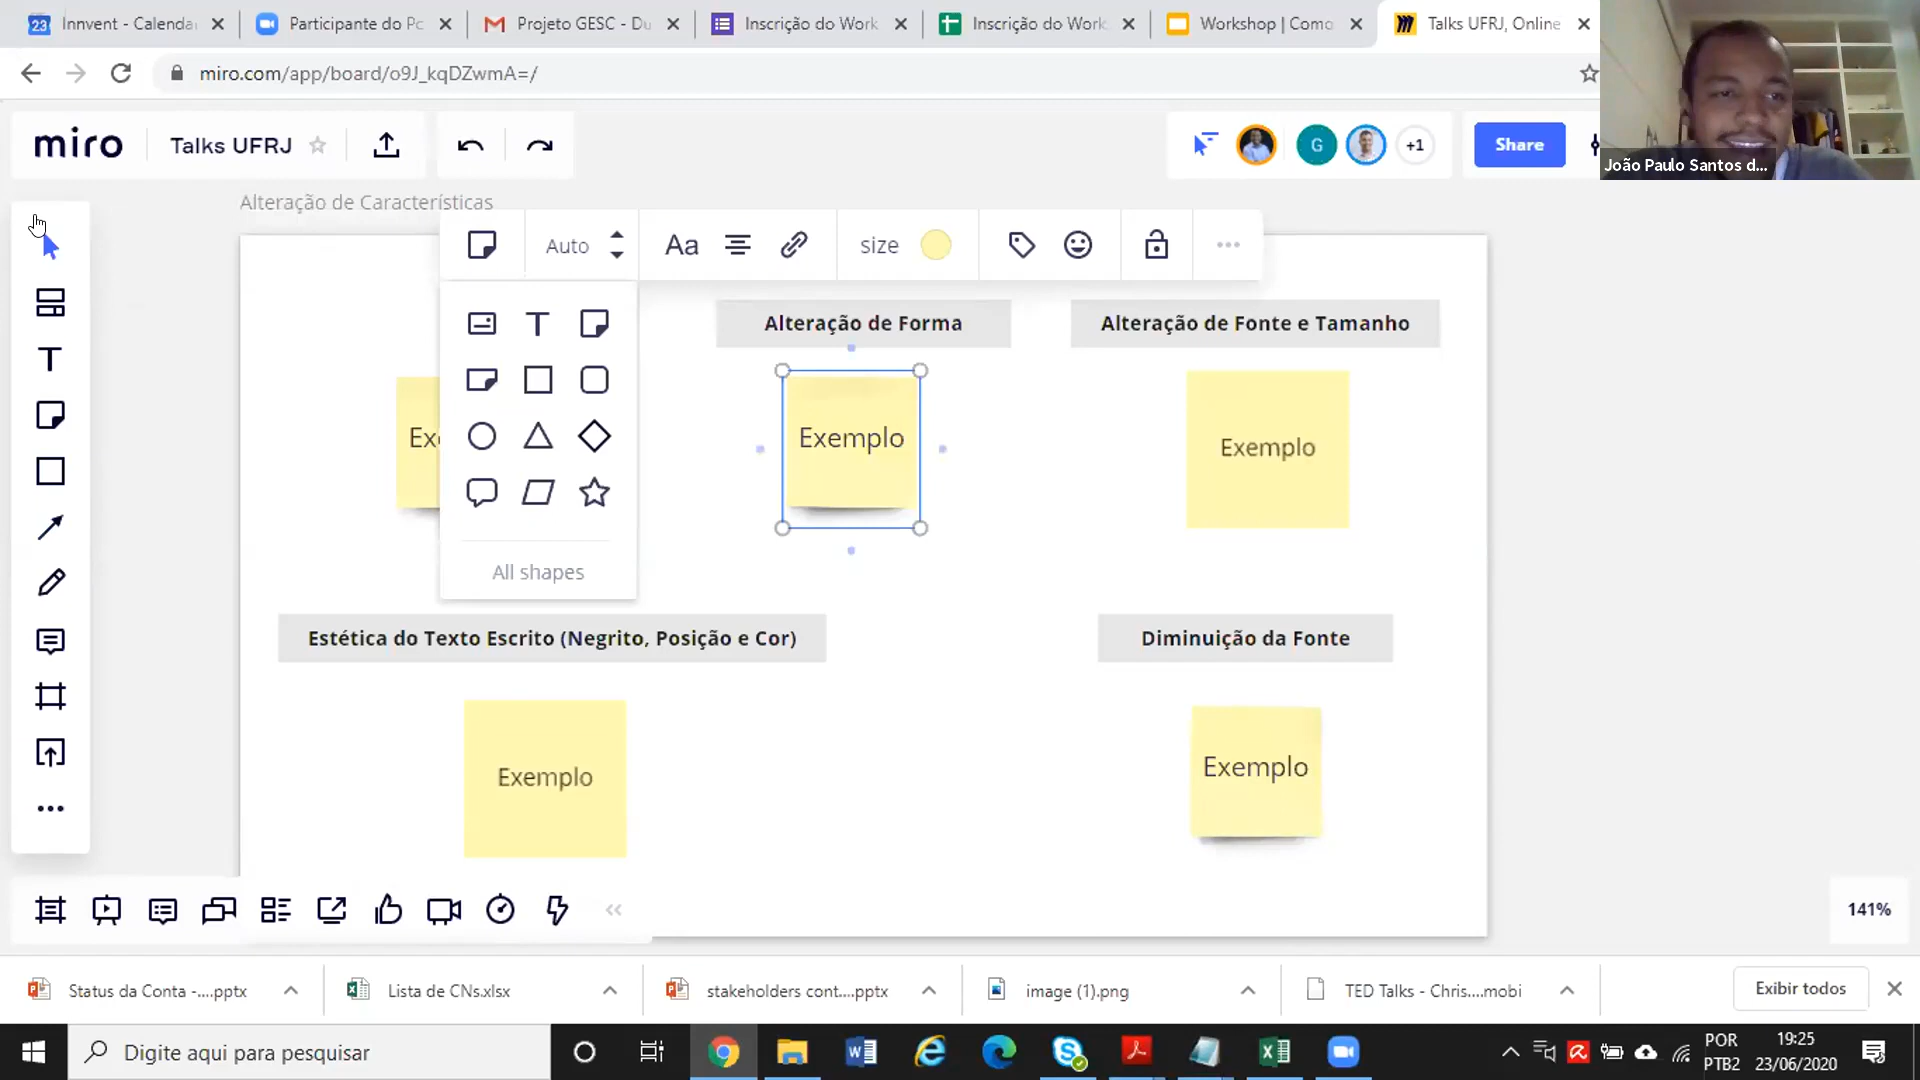 23 Innvent - Calenda
Participante do Pc
Projeto GESC - Du
Inscrição do Work
Inscrição do Work
Workshop | Como
Talks UFRJ, Online
miro.com/app/board/o9J_kqDZwmA=/
miro
Talks UFRJ
G
+1
Share
João Paulo Santos d...
Alteração de Características
Auto
Aa
size
T
T
Alteração de Forma
Alteração de Fonte e Tamanho
Exemplo
Exemplo
All shapes
Estética do Texto Escrito (Negrito, Posição e Cor)
Diminuição da Fonte
Exemplo
Exemplo
141%
Status da Conta -....pptx
Lista de CNs.xlsx
stakeholders cont....pptx
image (1).png
TED Talks - Chris....mobi
Exibir todos
Digite aqui para pesquisar
POR
PTB2
19:25
23/06/2020